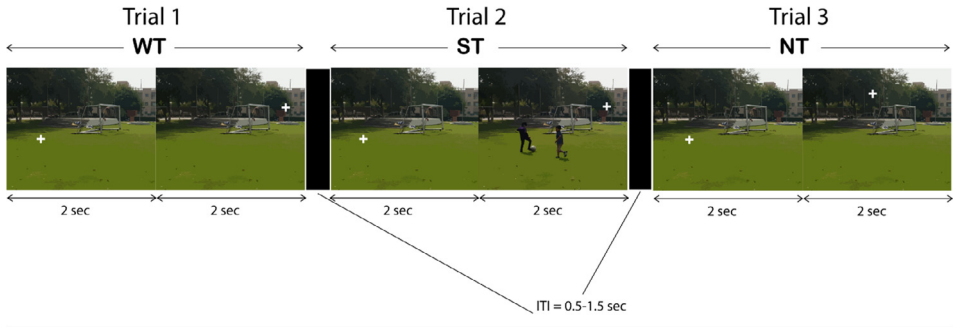 Trial 1 Trial 2 Trial 3
WT ST NT
2 sec 2 sec 2 sec 2 sec 2 sec 2 sec
ITI = 0.5-1.5 sec